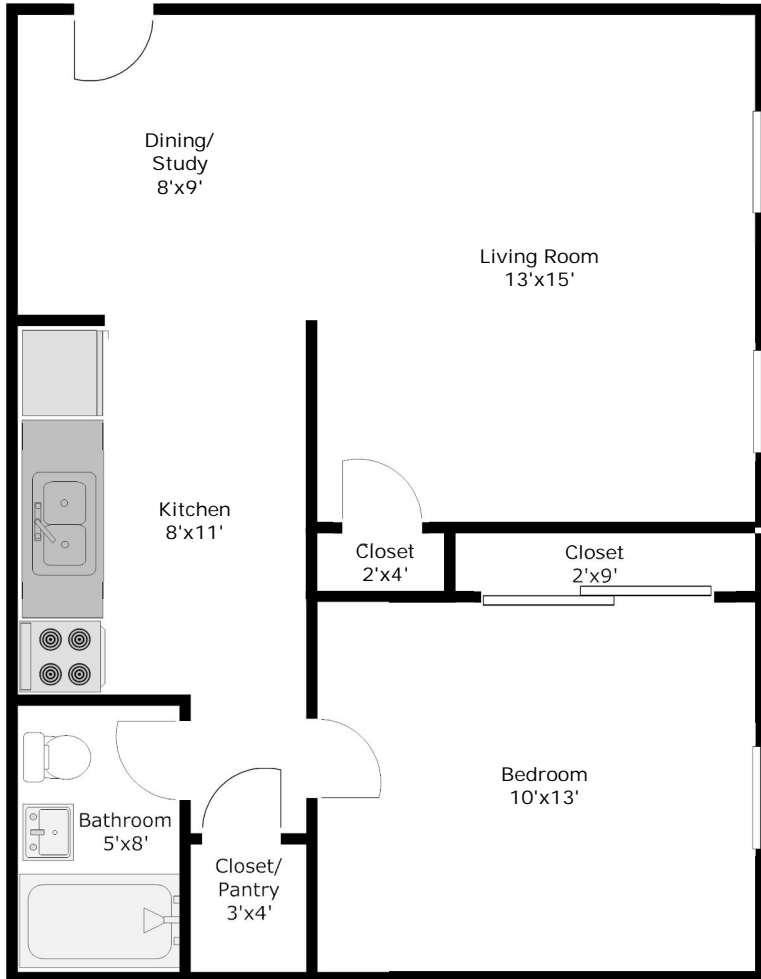 Dining/
Study
8'x9'
Living Room
13'x15'
Kitchen
8'x11'
Closet
2'x4'
Closet
2'x9'
Bedroom
10'x13'
Bathroom
5'x8'
Closet/
Pantry
3'x4'